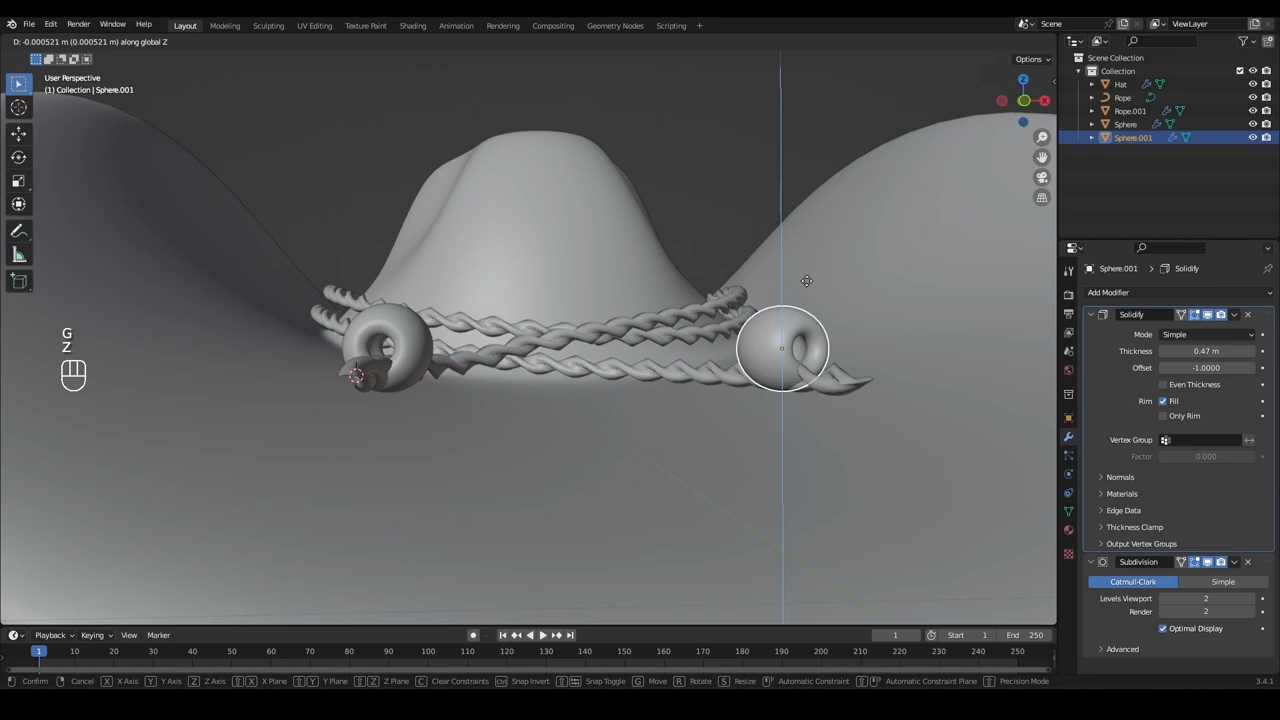 File Edit Render Window Help Layout Modeling Sculpting UV Editing Texture Paint Shading Animation Rendering Compositing Geometry Nodes Scripting + Scene ViewLayer
D: -0.000521 m (0.000521 m) along global Z
Options
User Perspective
(1) Collection | Sphere.001
Z
X
G
Z
Scene Collection
Collection
Hat
Rope
Rope.001
Sphere
Sphere.001
Sphere.001 > Solidify
Add Modifier
Solidify
Mode Simple
Thickness 0.47 m
Offset -1.0000
Even Thickness
Rim Fill
Only Rim
Vertex Group
Factor 0.000
Normals
Materials
Edge Data
Thickness Clamp
Output Vertex Groups
Subdivision
Catmull-Clark Simple
Levels Viewport 2
Render 2
Optimal Display
Advanced
Playback Keying View Marker 1 Start 1 End 250
1 10 20 30 40 50 60 70 80 90 100 110 120 130 140 150 160 170 180 190 200 210 220 230 240 250
Confirm Cancel X X Axis Y Y Axis Z Z Axis X X Plane Y Y Plane Z Z Plane C Clear Constraints Ctrl Snap Invert Snap Toggle G Move R Rotate S Resize Automatic Constraint Automatic Constraint Plane Precision Mode 3.4.1